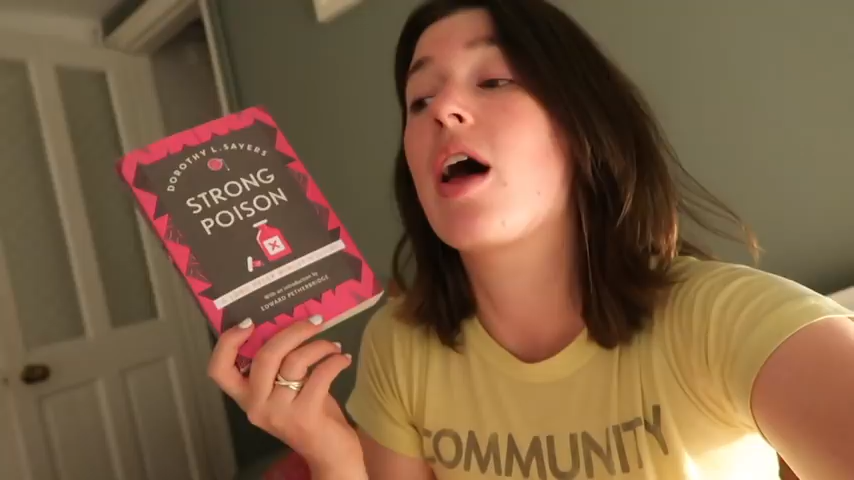 DOROTHY L. SAYERS
STRONG
POISON
With an introduction by
EDWARD PETHERBRIDGE
COMMUNITY